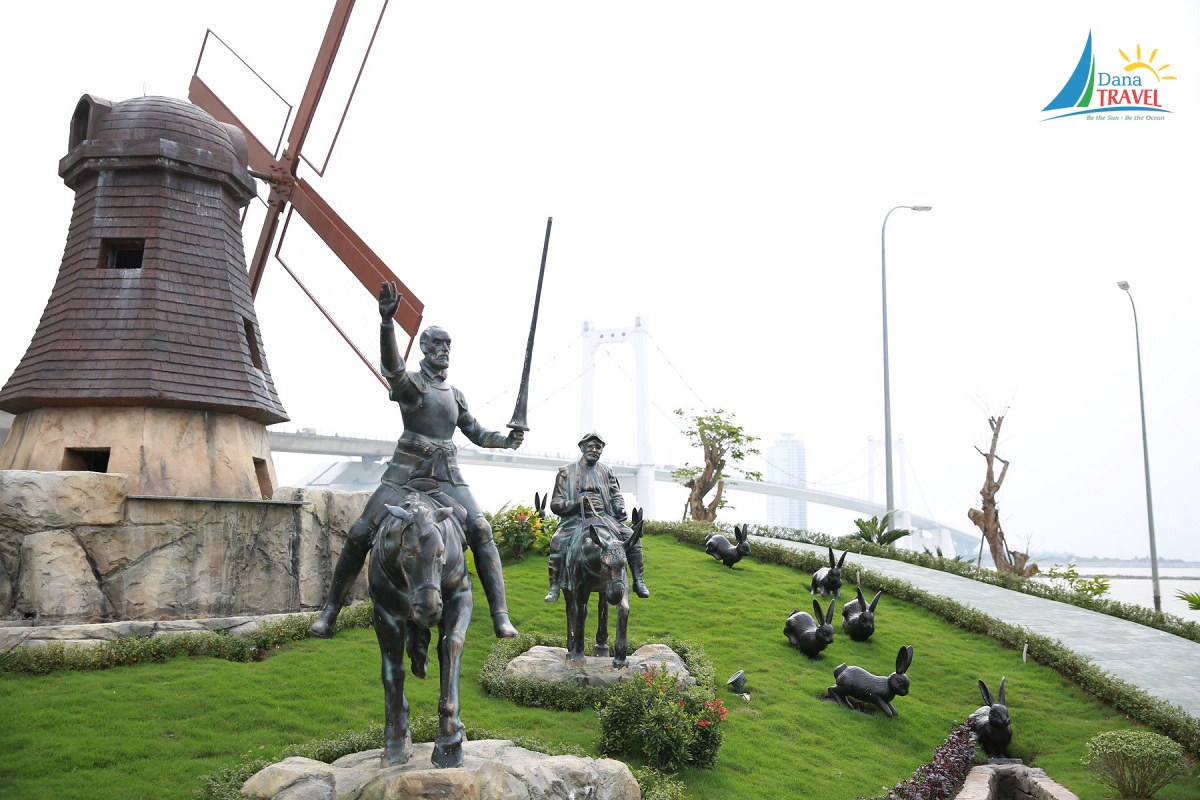 Dana
TRAVEL
Be the Sun - Be the Ocean